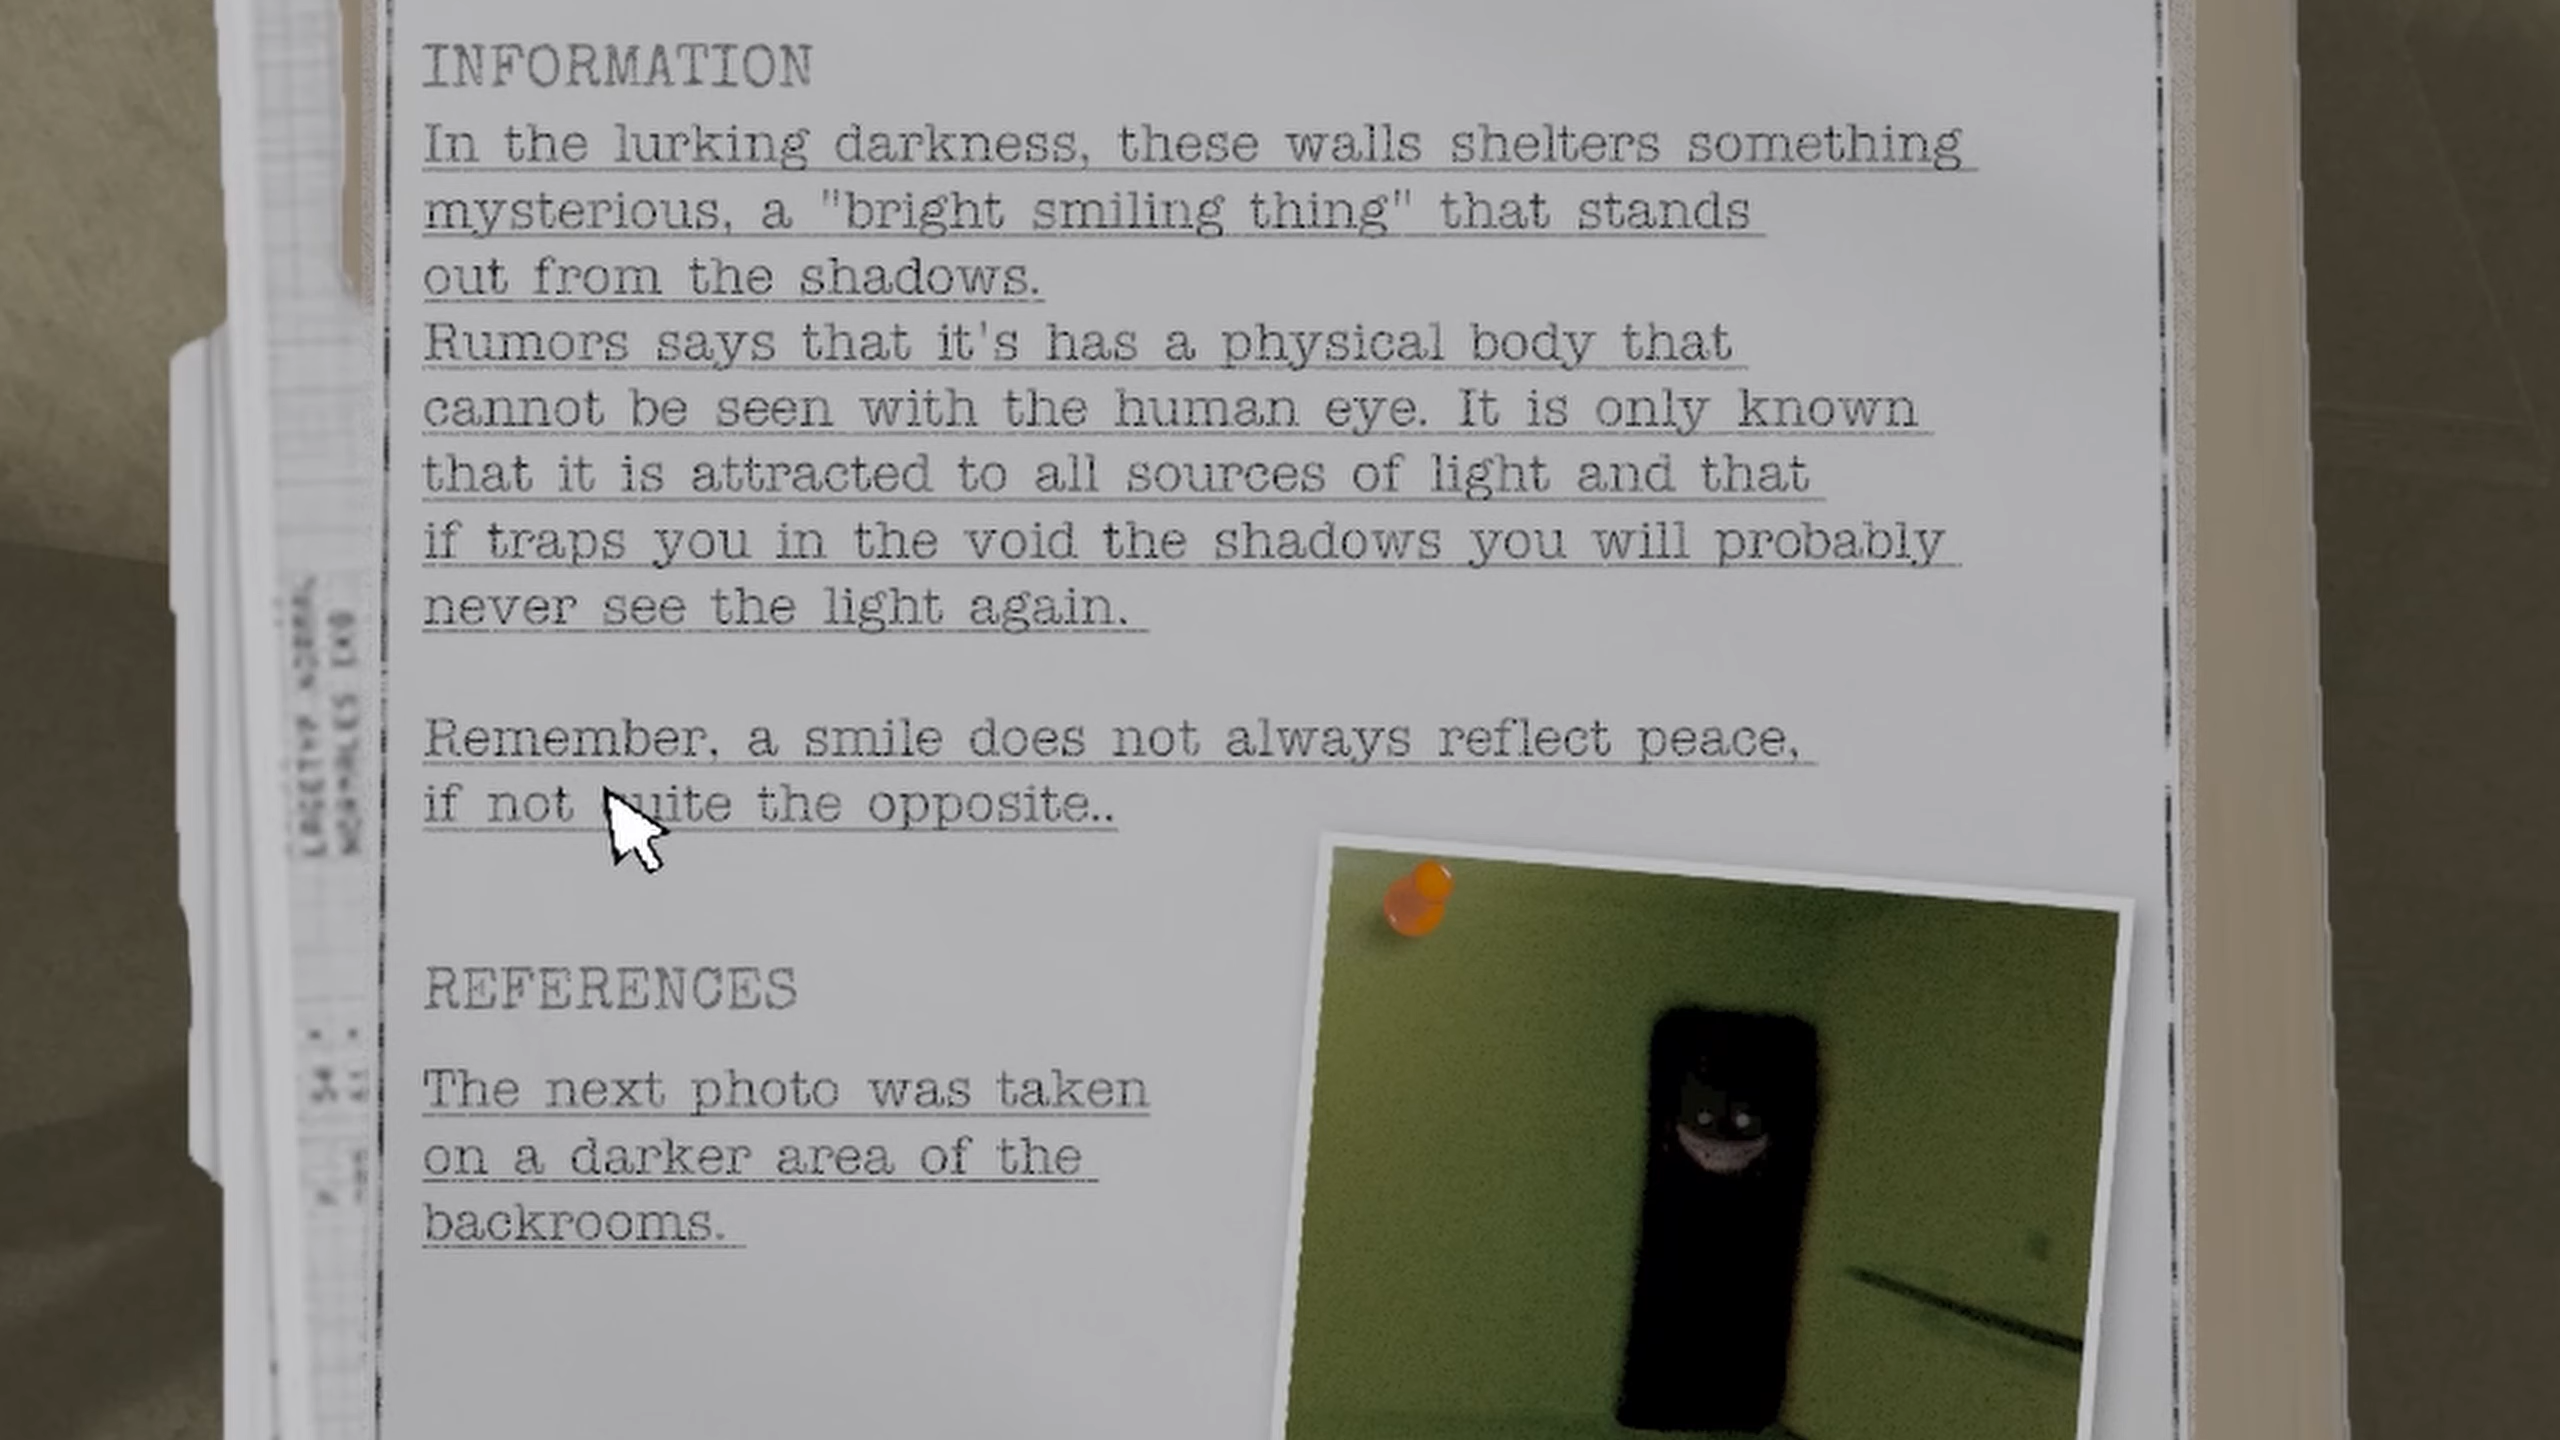 INFORMATION
In the lurking darkness, these walls shelters something
mysterious, a "bright smiling thing" that stands
out from the shadows.
Rumors says that it's has a physical body that
cannot be seen with the human eye. It is only known
that it is attracted to all sources of light and that
if traps you in the void the shadows you will probably
never see the light again.
Remember, a smile does not always reflect peace,
if not quite the opposite..
REFERENCES
The next photo was taken
on a darker area of the
backrooms.